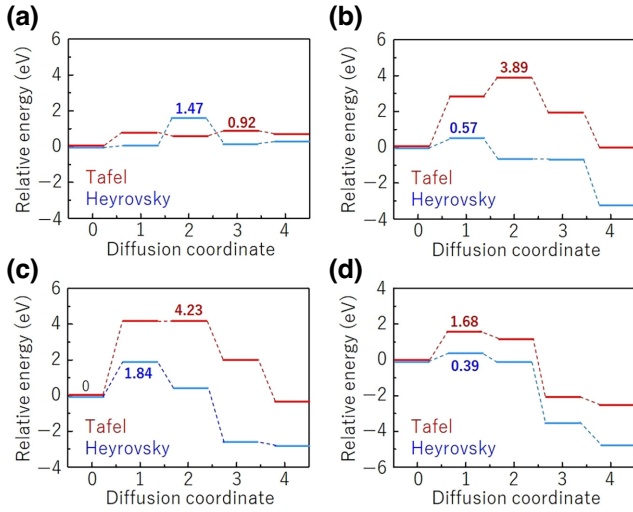 (a)
Relative energy (eV)
6
4
2
0
−2
−4
1.47
0.92
Tafel
Heyrovsky
0 1 2 3 4
Diffusion coordinate
(b)
Relative energy (eV)
6
4
2
0
−2
−4
3.89
0.57
Tafel
Heyrovsky
0 1 2 3 4
Diffusion coordinate
(c)
Relative energy (eV)
6
4
2
0
−2
−4
4.23
0
1.84
Tafel
Heyrovsky
0 1 2 3 4
Diffusion coordinate
(d)
Relative energy (eV)
4
2
0
−2
−4
−6
1.68
0.39
Tafel
Heyrovsky
0 1 2 3 4
Diffusion coordinate